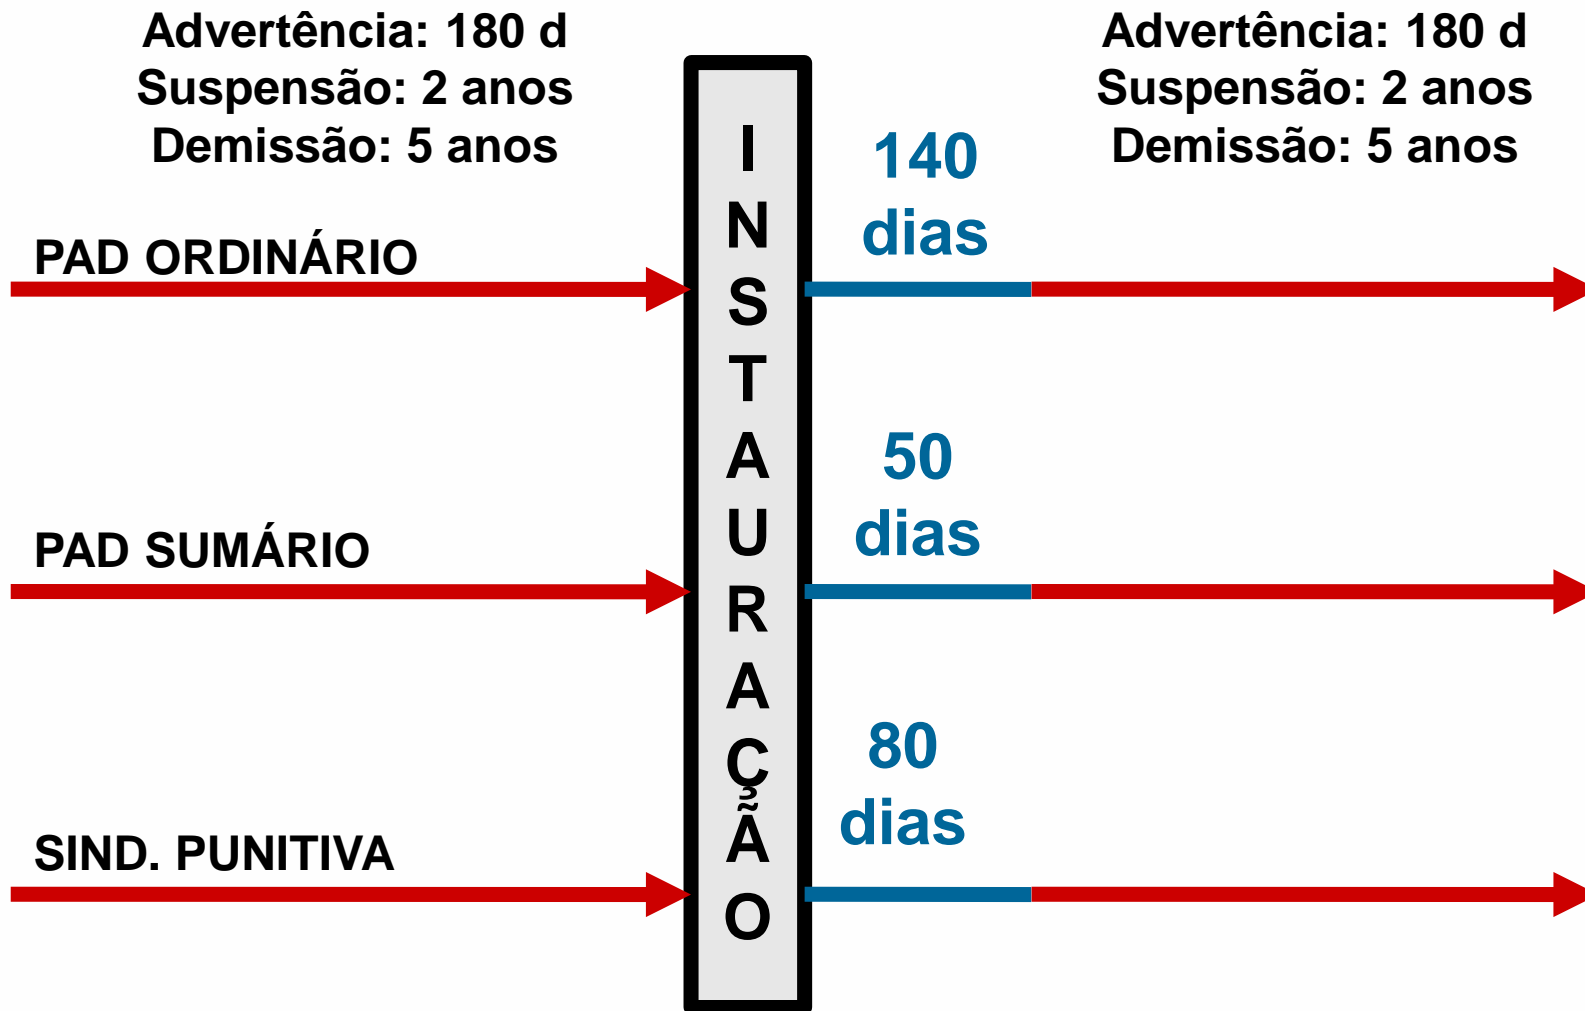 Advertência: 180 d
Suspensão: 2 anos
Demissão: 5 anos
Advertência: 180 d
Suspensão: 2 anos
Demissão: 5 anos
I
N
S
T
A
U
R
A
Ç
Ã
O
140
dias
PAD ORDINÁRIO
50
dias
PAD SUMÁRIO
80
dias
SIND. PUNITIVA